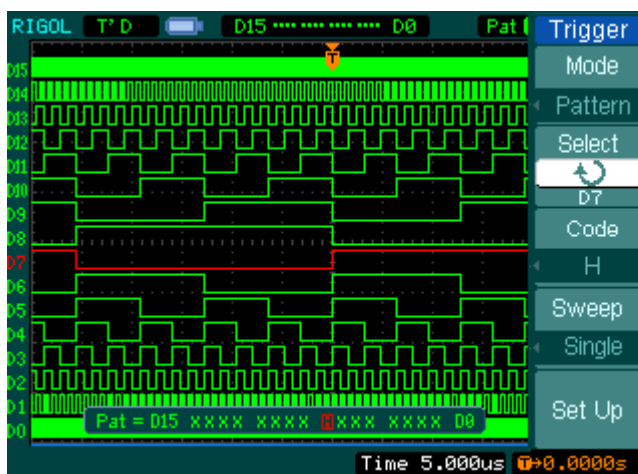 RIGOL T'D D15 ···· ···· ···· ···· D0 Pat
Trigger
Mode
Pattern
Select
D7
Code
H
Sweep
Single
Set Up
T
D15
D14
D13
D12
D11
D10
D9
D8
D7
D6
D5
D4
D3
D2
D1
D0
Pat = D15 XXXX XXXX HXXX XXXX D0
Time 5.000us T→0.0000s